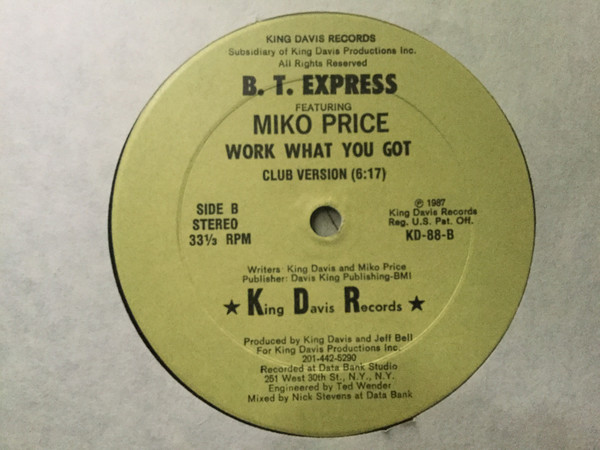 KING DAVIS RECORDS
Subsidiary of King Davis Productions Inc.
All Rights Reserved
B. T. EXPRESS
FEATURING
MIKO PRICE
WORK WHAT YOU GOT
CLUB VERSION (6:17)
SIDE B
STEREO
33⅓ RPM
℗ 1987
King Davis Records
Reg. U.S. Pat. Off.
KD-88-B
Writers: King Davis and Miko Price
Publisher: Davis King Publishing-BMI
★ King Davis Records ★
Produced by King Davis and Jeff Bell
For King Davis Productions Inc.
201-442-5290
Recorded at Data Bank Studio
251 West 30th St., N.Y., N.Y.
Engineered by Ted Wender
Mixed by Nick Stevens at Data Bank